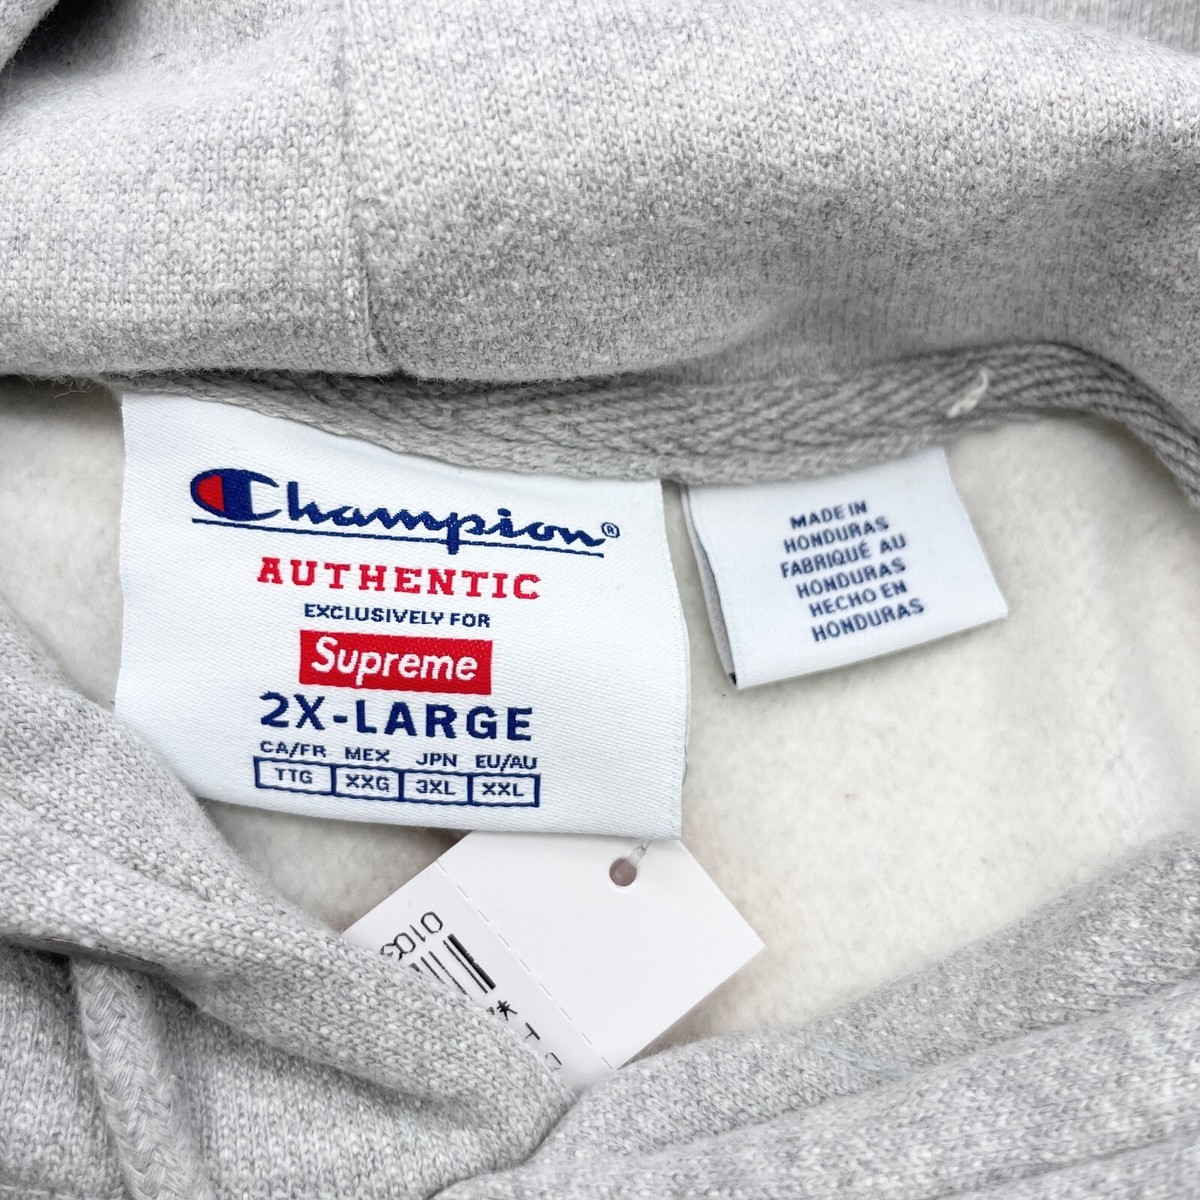 Champion®
AUTHENTIC
EXCLUSIVELY FOR
Supreme
2X-LARGE
CA/FR MEX JPN EU/AU
TTG XXG 3XL XXL
MADE IN
HONDURAS
FABRIQUÉ AU
HONDURAS
HECHO EN
HONDURAS